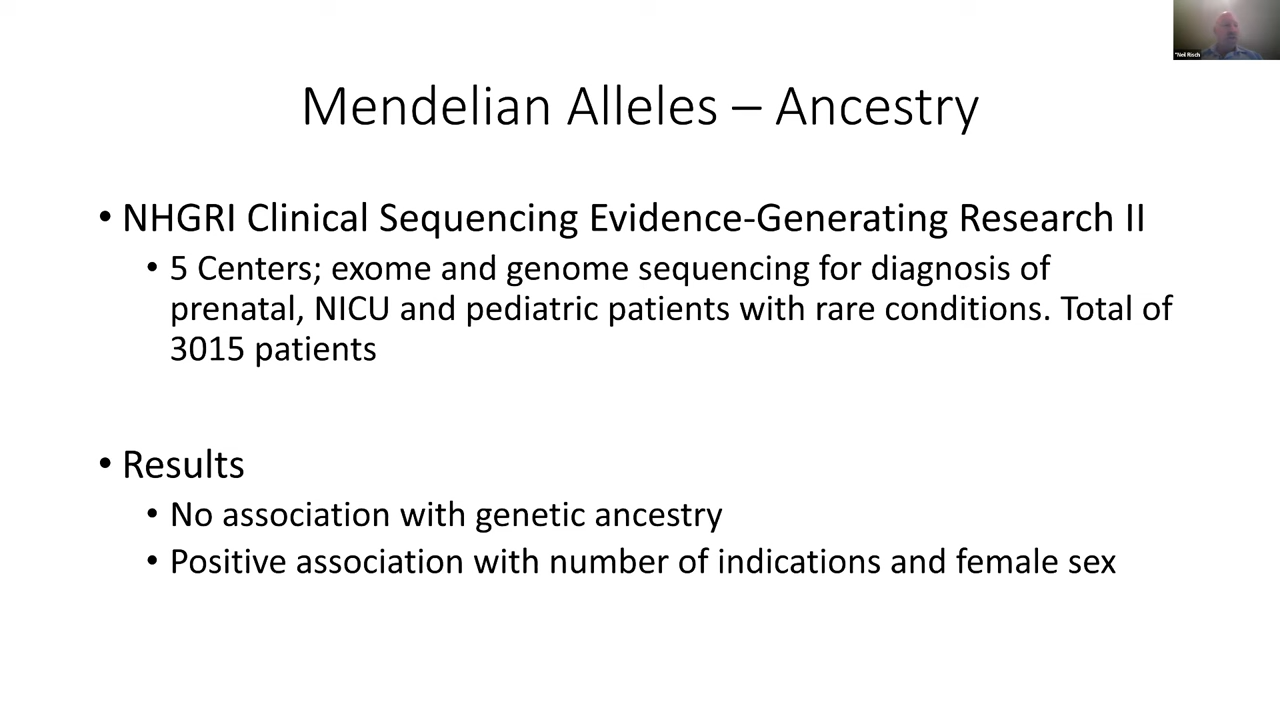 *Neil Risch
Mendelian Alleles – Ancestry
• NHGRI Clinical Sequencing Evidence-Generating Research II
• 5 Centers; exome and genome sequencing for diagnosis of
prenatal, NICU and pediatric patients with rare conditions. Total of
3015 patients
• Results
• No association with genetic ancestry
• Positive association with number of indications and female sex